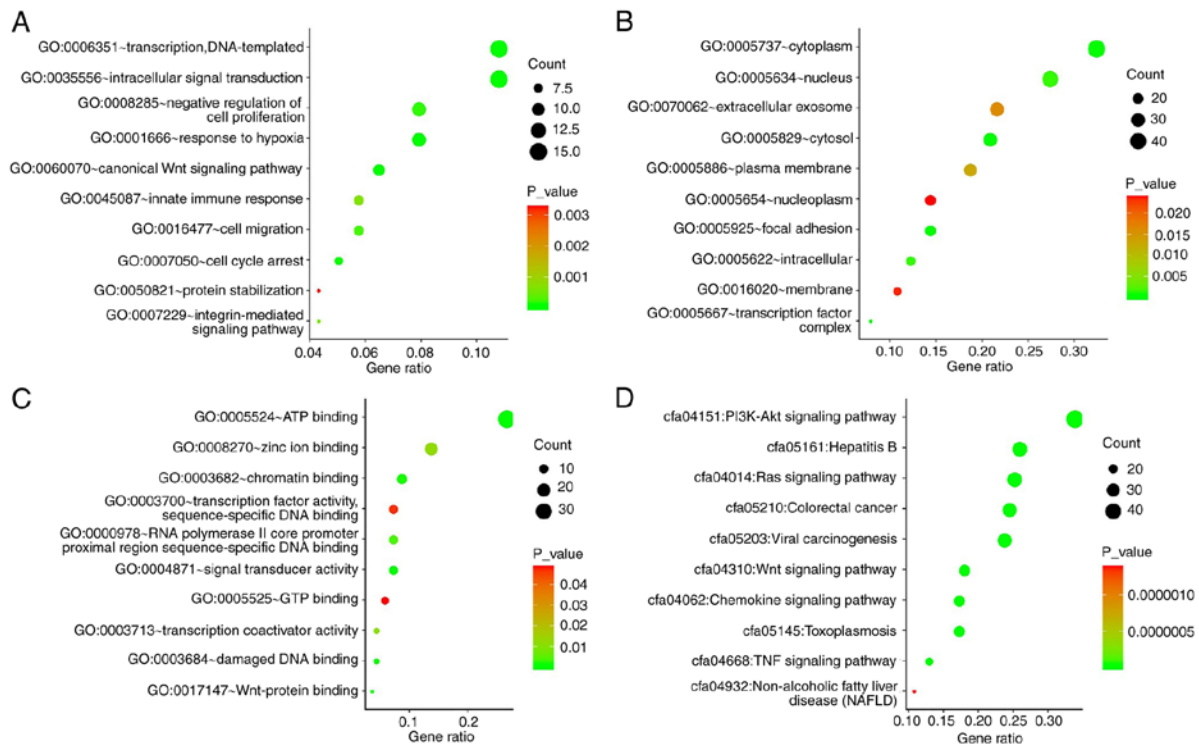 A
GO:0006351~transcription,DNA-templated
GO:0035556~intracellular signal transduction
GO:0008285~negative regulation of
cell proliferation
GO:0001666~response to hypoxia
GO:0060070~canonical Wnt signaling pathway
GO:0045087~innate immune response
GO:0016477~cell migration
GO:0007050~cell cycle arrest
GO:0050821~protein stabilization
GO:0007229~integrin-mediated
signaling pathway
0.04 0.06 0.08 0.10
Gene ratio
Count
7.5
10.0
12.5
15.0
P_value
0.003
0.002
0.001
B
GO:0005737~cytoplasm
GO:0005634~nucleus
GO:0070062~extracellular exosome
GO:0005829~cytosol
GO:0005886~plasma membrane
GO:0005654~nucleoplasm
GO:0005925~focal adhesion
GO:0005622~intracellular
GO:0016020~membrane
GO:0005667~transcription factor
complex
0.10 0.15 0.20 0.25 0.30
Gene ratio
Count
20
30
40
P_value
0.020
0.015
0.010
0.005
C
GO:0005524~ATP binding
GO:0008270~zinc ion binding
GO:0003682~chromatin binding
GO:0003700~transcription factor activity,
sequence-specific DNA binding
GO:0000978~RNA polymerase II core promoter
proximal region sequence-specific DNA binding
GO:0004871~signal transducer activity
GO:0005525~GTP binding
GO:0003713~transcription coactivator activity
GO:0003684~damaged DNA binding
GO:0017147~Wnt-protein binding
0.1 0.2
Gene ratio
Count
10
20
30
P_value
0.04
0.03
0.02
0.01
D
cfa04151:PI3K-Akt signaling pathway
cfa05161:Hepatitis B
cfa04014:Ras signaling pathway
cfa05210:Colorectal cancer
cfa05203:Viral carcinogenesis
cfa04310:Wnt signaling pathway
cfa04062:Chemokine signaling pathway
cfa05145:Toxoplasmosis
cfa04668:TNF signaling pathway
cfa04932:Non-alcoholic fatty liver
disease (NAFLD)
0.10 0.15 0.20 0.25 0.30
Gene ratio
Count
20
30
40
P_value
0.0000010
0.0000005